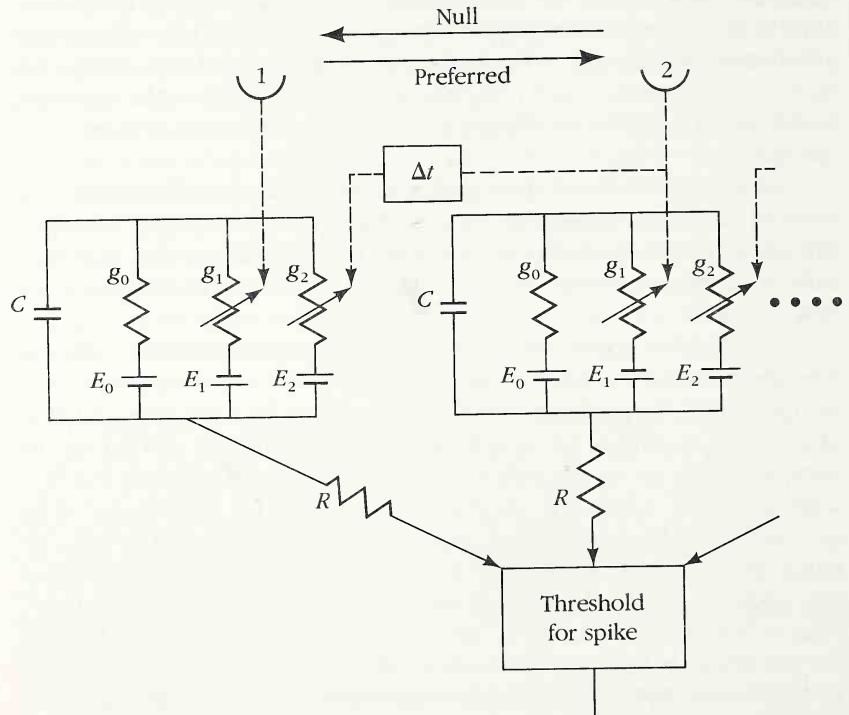 Null
Preferred
1
2
Δt
g₀
g₁
g₂
C
E₀
E₁
E₂
g₀
g₁
g₂
C
E₀
E₁
E₂
R
R
Threshold
for spike